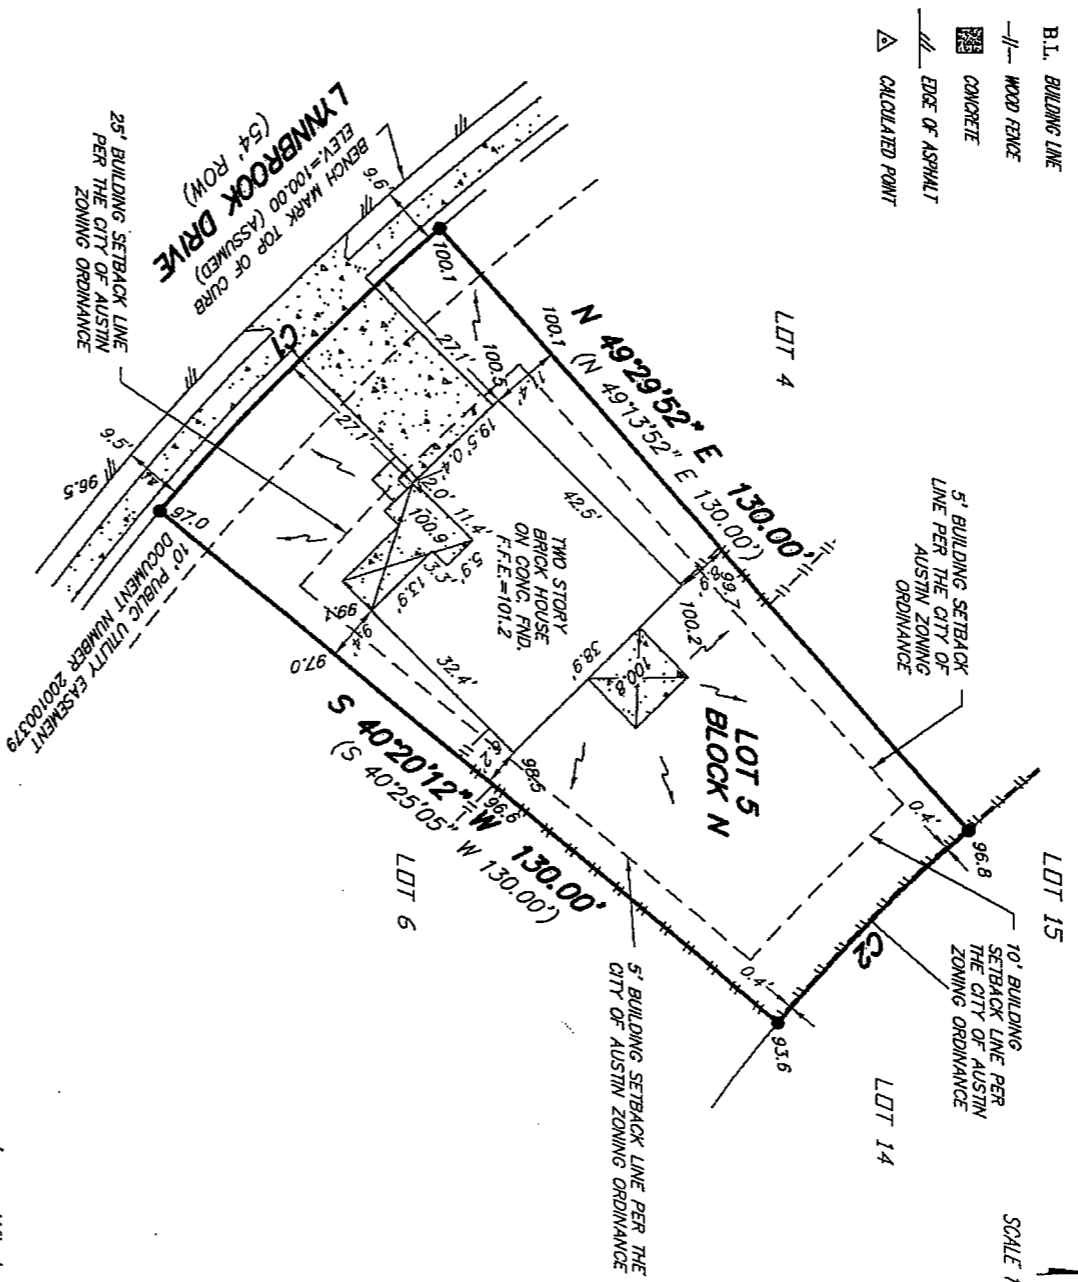 B.L. BUILDING LINE
WOOD FENCE
CONCRETE
EDGE OF ASPHALT
CALCULATED POINT
SCALE 1
LOT 4
LOT 15
LOT 14
LOT 6
LOT 5
BLOCK N
N 49°29'52" E 130.00'
(N 49°13'52" E 130.00')
S 40°20'12" W 130.00'
(S 40°25'05" W 130.00')
5' BUILDING SETBACK
LINE PER THE CITY OF
AUSTIN ZONING
ORDINANCE
10' BUILDING
SETBACK LINE PER
THE CITY OF AUSTIN
ZONING ORDINANCE
5' BUILDING SETBACK LINE PER THE
CITY OF AUSTIN ZONING ORDINANCE
25' BUILDING SETBACK LINE
PER THE CITY OF AUSTIN
ZONING ORDINANCE
10' PUBLIC UTILITY EASEMENT
DOCUMENT NUMBER 200100379
LYNNBROOK DRIVE
(54' ROW)
BENCH MARK TOP OF CURB
ELEV.=100.00 (ASSUMED)
TWO STORY
BRICK HOUSE
ON CONC. FND.
F.F.E.=101.2
C1
C2
9.6'
100.1
100.1
27.1'
100.5
27.1'
19.5'
0.4'
2.0'
11.4'
5.9'
3.3'
13.9'
100.9
99.1
9.4'
97.0
32.4'
42.5'
38.9'
99.7
100.2
100.8
98.5
96.6
0.4'
96.8
0.4'
93.6
9.5'
96.5
97.0